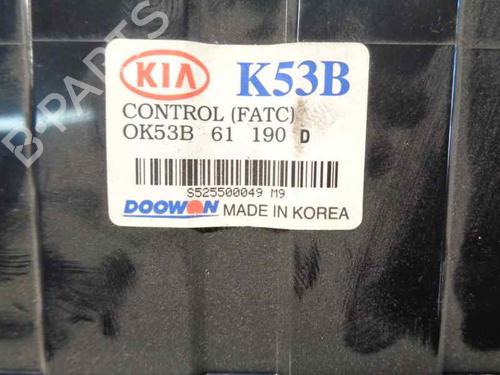 B-PARTS
KIA K53B
CONTROL (FATC)
OK53B 61 190 D
S525500049 M9
DOOWON MADE IN KOREA